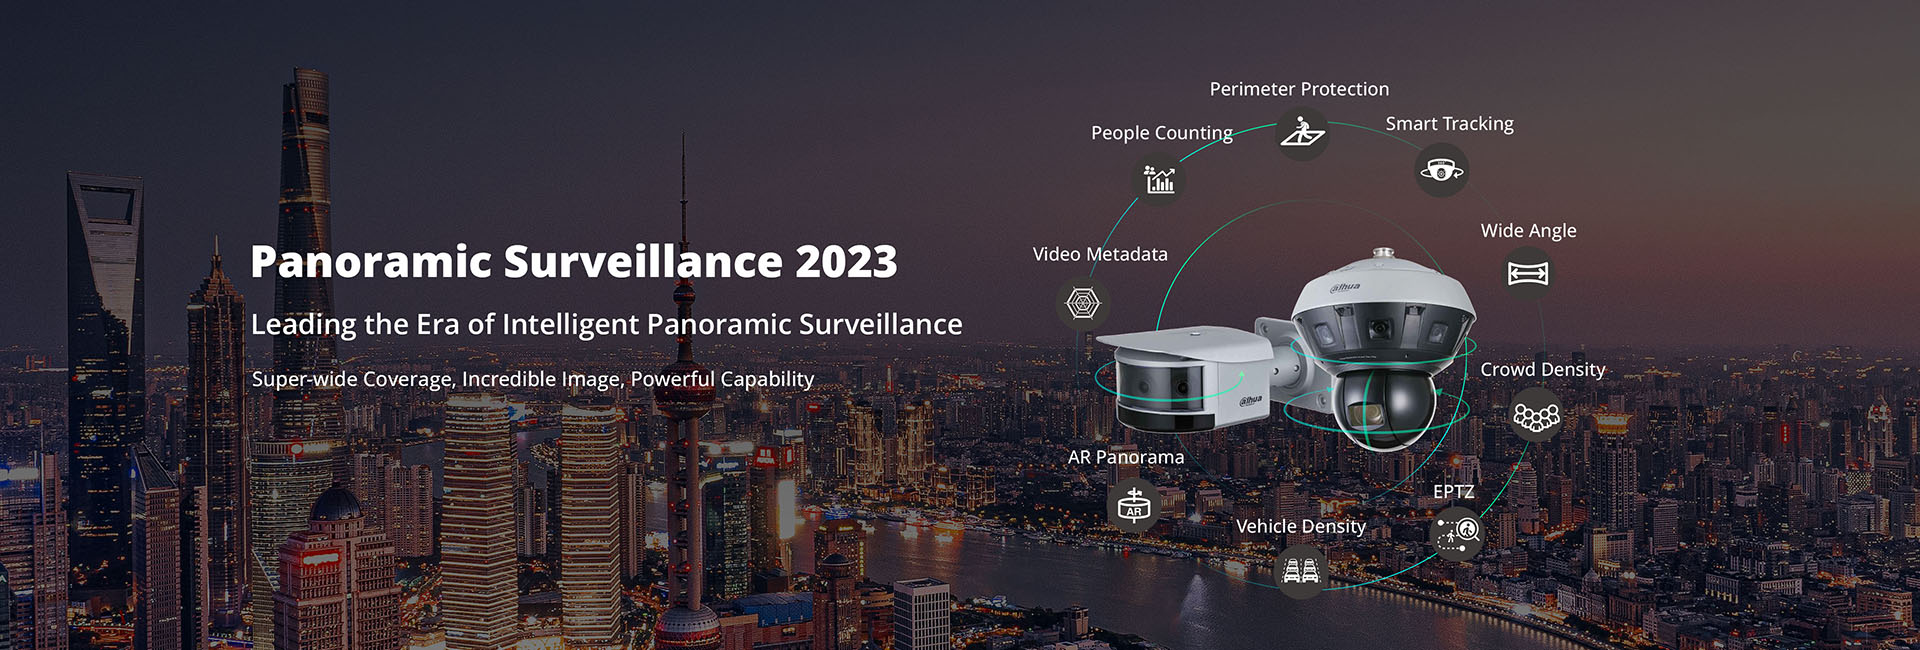 Panoramic Surveillance 2023
Leading the Era of Intelligent Panoramic Surveillance
Super-wide Coverage, Incredible Image, Powerful Capability
Perimeter Protection
People Counting
Smart Tracking
Video Metadata
Wide Angle
alhua
alhua
Crowd Density
AR Panorama
AR
EPTZ
Vehicle Density